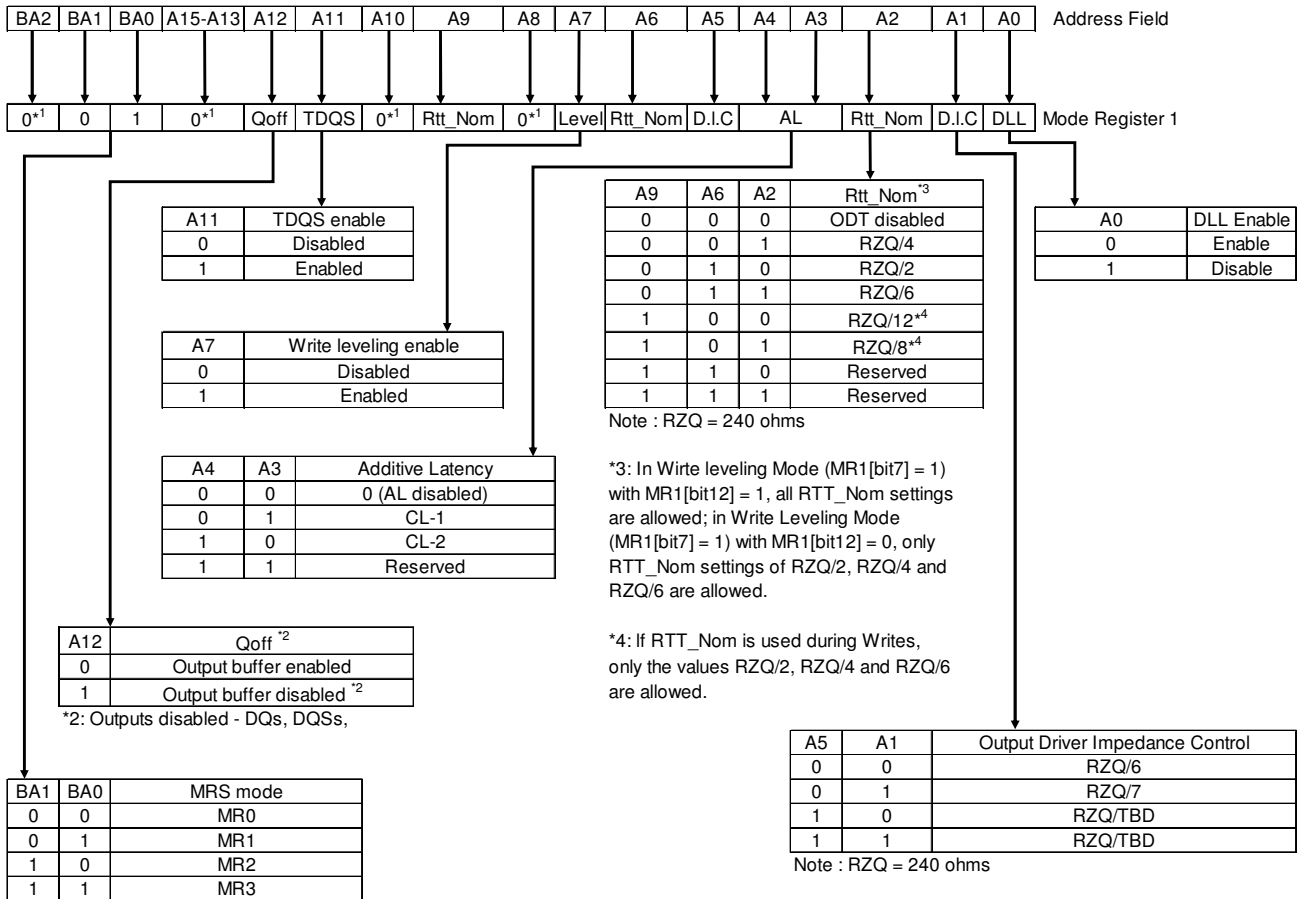 BA2 BA1 BA0 A15-A13 A12 A11 A10 A9 A8 A7 A6 A5 A4 A3 A2 A1 A0 Address Field
0*1 0 1 0*1 Qoff TDQS 0*1 Rtt_Nom 0*1 Level Rtt_Nom D.I.C AL Rtt_Nom D.I.C DLL Mode Register 1
A11 TDQS enable
0 Disabled
1 Enabled
A9 A6 A2 Rtt_Nom*3
0 0 0 ODT disabled
0 0 1 RZQ/4
0 1 0 RZQ/2
0 1 1 RZQ/6
1 0 0 RZQ/12*4
1 0 1 RZQ/8*4
1 1 0 Reserved
1 1 1 Reserved
Note : RZQ = 240 ohms
A0 DLL Enable
0 Enable
1 Disable
A7 Write leveling enable
0 Disabled
1 Enabled
A4 A3 Additive Latency
0 0 0 (AL disabled)
0 1 CL-1
1 0 CL-2
1 1 Reserved
*3: In Wirte leveling Mode (MR1[bit7] = 1)
with MR1[bit12] = 1, all RTT_Nom settings
are allowed; in Write Leveling Mode
(MR1[bit7] = 1) with MR1[bit12] = 0, only
RTT_Nom settings of RZQ/2, RZQ/4 and
RZQ/6 are allowed.
*4: If RTT_Nom is used during Writes,
only the values RZQ/2, RZQ/4 and RZQ/6
are allowed.
A12 Qoff *2
0 Output buffer enabled
1 Output buffer disabled *2
*2: Outputs disabled - DQs, DQSs,
A5 A1 Output Driver Impedance Control
0 0 RZQ/6
0 1 RZQ/7
1 0 RZQ/TBD
1 1 RZQ/TBD
Note : RZQ = 240 ohms
BA1 BA0 MRS mode
0 0 MR0
0 1 MR1
1 0 MR2
1 1 MR3